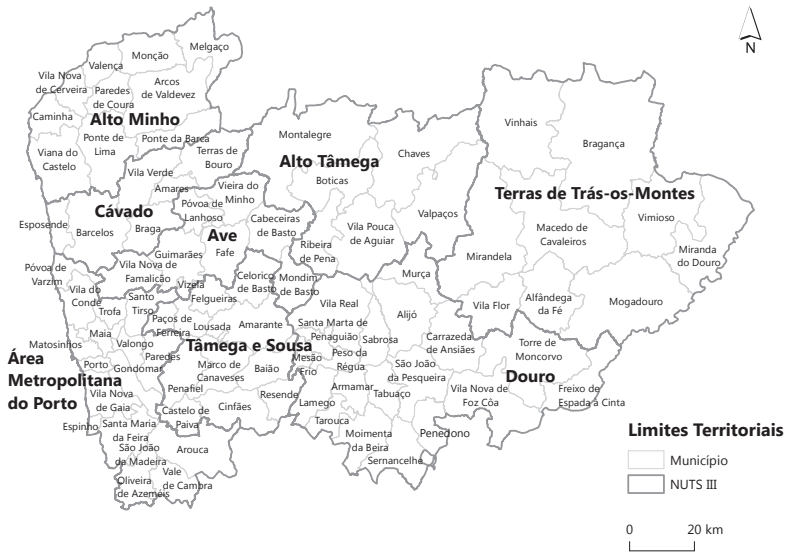 N
Melgaço
Monção
Valença
Vila Nova
de Cerveira
Paredes
de Coura
Arcos
de Valdevez
Caminha
Alto Minho
Ponte de
Lima
Ponte da Barca
Viana do
Castelo
Terras de
Bouro
Montalegre
Chaves
Alto Tâmega
Boticas
Vinhais
Bragança
Vila Verde
Amares
Vieira do
Minho
Póvoa de
Lanhoso
Cabeceiras
de Basto
Valpaços
Terras de Trás-os-Montes
Cávado
Esposende
Barcelos
Braga
Ave
Fafe
Guimarães
Ribeira
de Pena
Vila Pouca
de Aguiar
Macedo de
Cavaleiros
Vimioso
Miranda
do Douro
Mirandela
Póvoa de
Varzim
Vila Nova de
Famalicão
Vizela
Celorico
de Basto
Mondim
de Basto
Murça
Vila do
Conde
Santo
Tirso
Trofa
Felgueiras
Vila Real
Alijó
Vila Flor
Alfândega
da Fé
Mogadouro
Maia
Matosinhos
Valongo
Paços de
Ferreira
Lousada
Amarante
Santa Marta de
Penaguião
Sabrosa
Carrazeda
de Ansiães
Torre de
Moncorvo
Tâmega e Sousa
Área
Metropolitana
do Porto
Porto
Gondomar
Paredes
Marco de
Canaveses
Baião
Mesão
Frio
Peso da
Régua
São João
da Pesqueira
Douro
Penafiel
Vila Nova
de Gaia
Resende
Armamar
Tabuaço
Vila Nova de
Foz Côa
Freixo de
Espada à Cinta
Castelo de
Paiva
Cinfães
Lamego
Tarouca
Espinho
Santa Maria
da Feira
São João
da Madeira
Arouca
Moimenta
da Beira
Penedono
Sernancelhe
Oliveira
de Azeméis
Vale
de Cambra
Limites Territoriais
Município
NUTS III
0 20 km